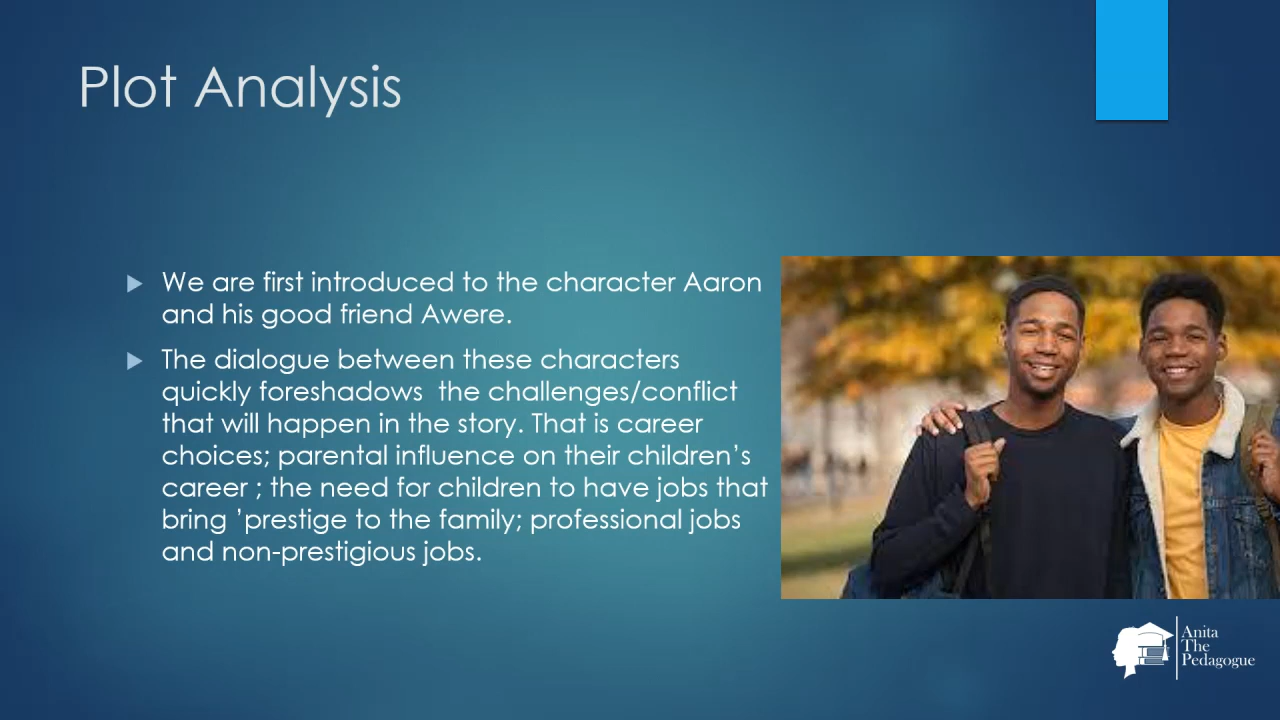 Plot Analysis
We are first introduced to the character Aaron
and his good friend Awere.
The dialogue between these characters
quickly foreshadows  the challenges/conflict
that will happen in the story. That is career
choices; parental influence on their children’s
career ; the need for children to have jobs that
bring ’prestige to the family; professional jobs
and non-prestigious jobs.
Anita
The
Pedagogue